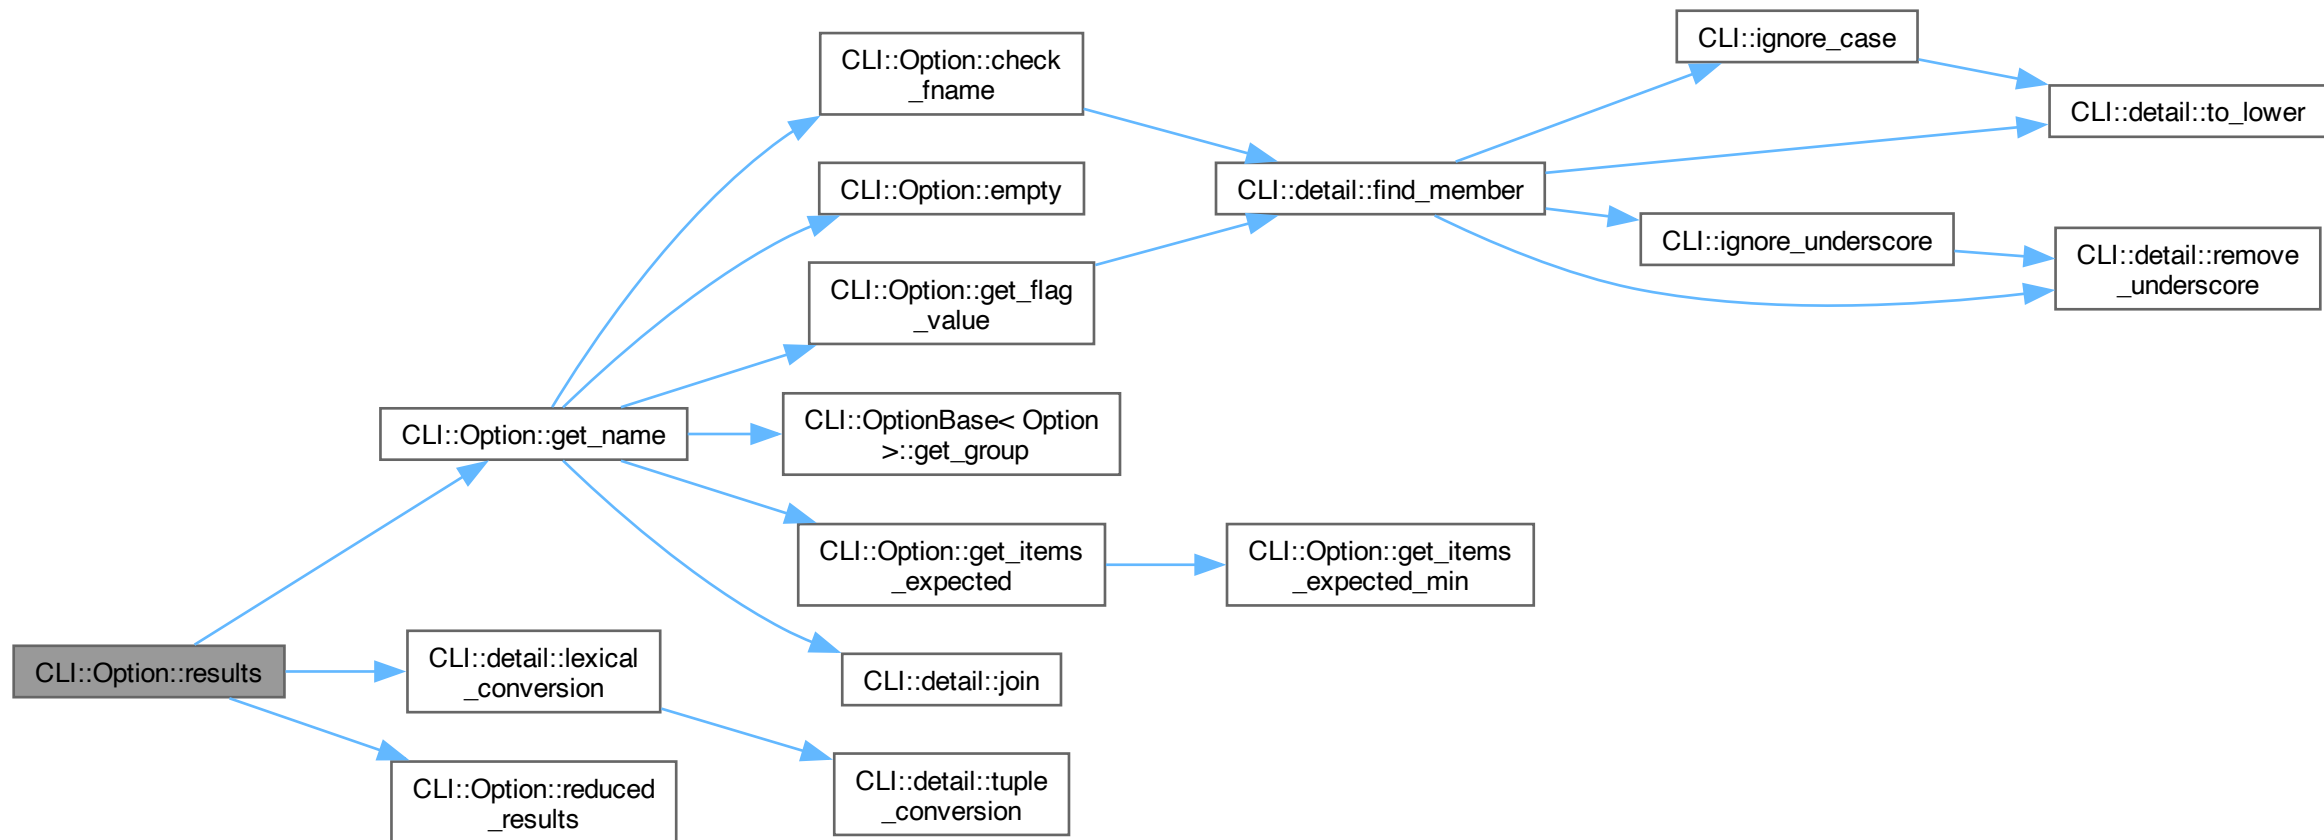 CLI::Option::results
CLI::Option::get_name
CLI::detail::lexical
_conversion
CLI::Option::reduced
_results
CLI::Option::check
_fname
CLI::Option::empty
CLI::Option::get_flag
_value
CLI::OptionBase< Option
>::get_group
CLI::Option::get_items
_expected
CLI::detail::join
CLI::detail::tuple
_conversion
CLI::detail::find_member
CLI::Option::get_items
_expected_min
CLI::ignore_case
CLI::ignore_underscore
CLI::detail::to_lower
CLI::detail::remove
_underscore